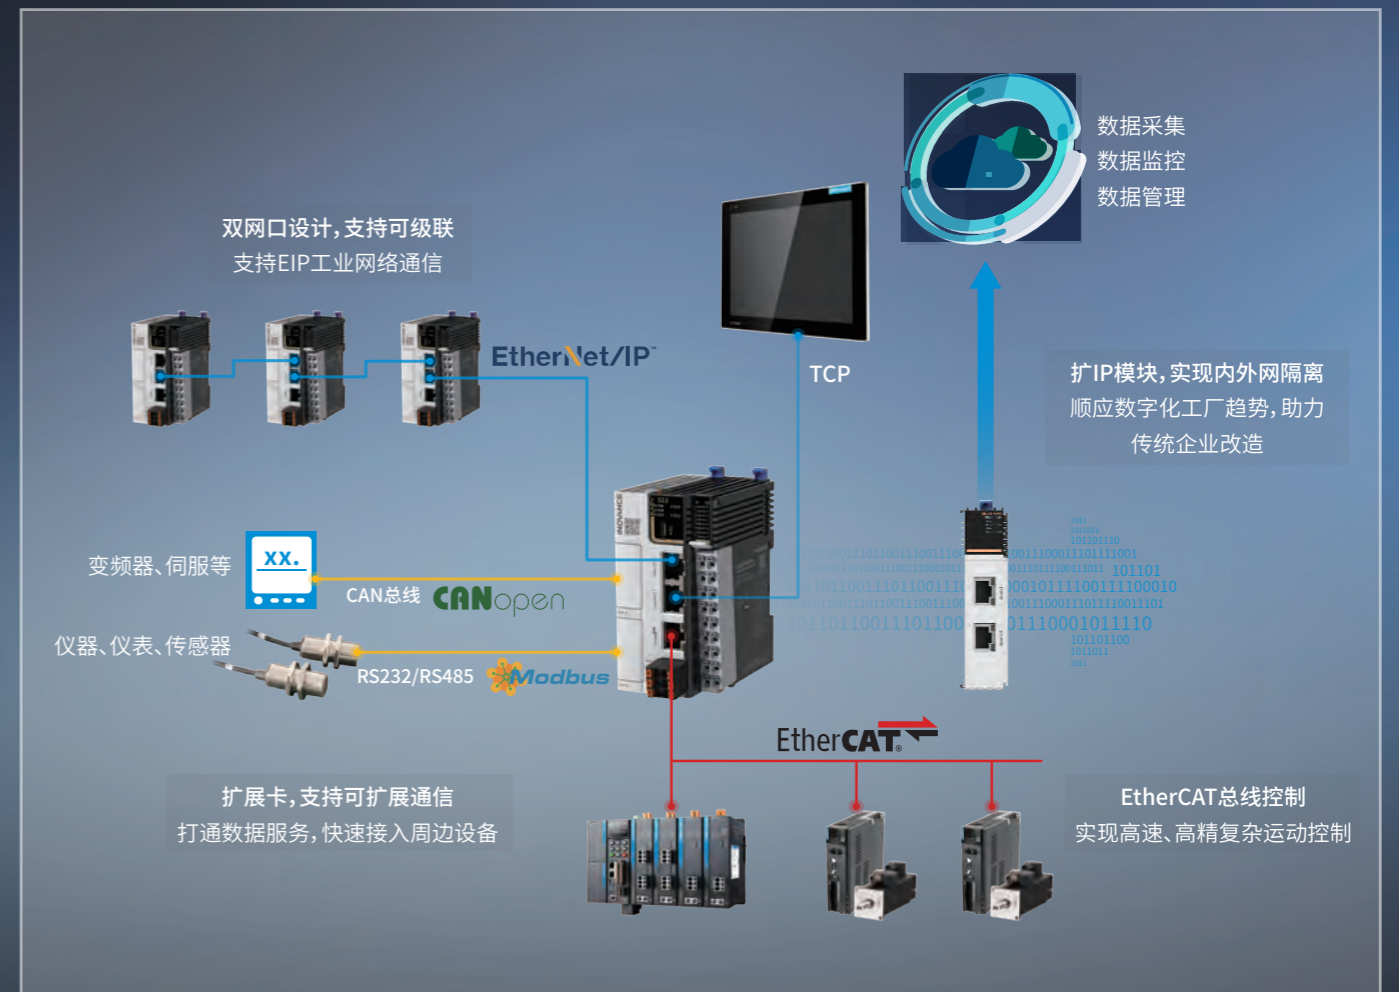 数据采集
数据监控
数据管理
双网口设计，支持可级联
支持EIP工业网络通信
EtherNet/IP™
TCP
扩IP模块，实现内外网隔离
顺应数字化工厂趋势，助力
传统企业改造
INOVANCE
变频器、伺服等
xx.
CAN总线
CANopen
仪器、仪表、传感器
RS232/RS485
Modbus
101101110
101101
101101100
1011011
EtherCAT®
扩展卡，支持可扩展通信
打通数据服务，快速接入周边设备
EtherCAT总线控制
实现高速、高精复杂运动控制